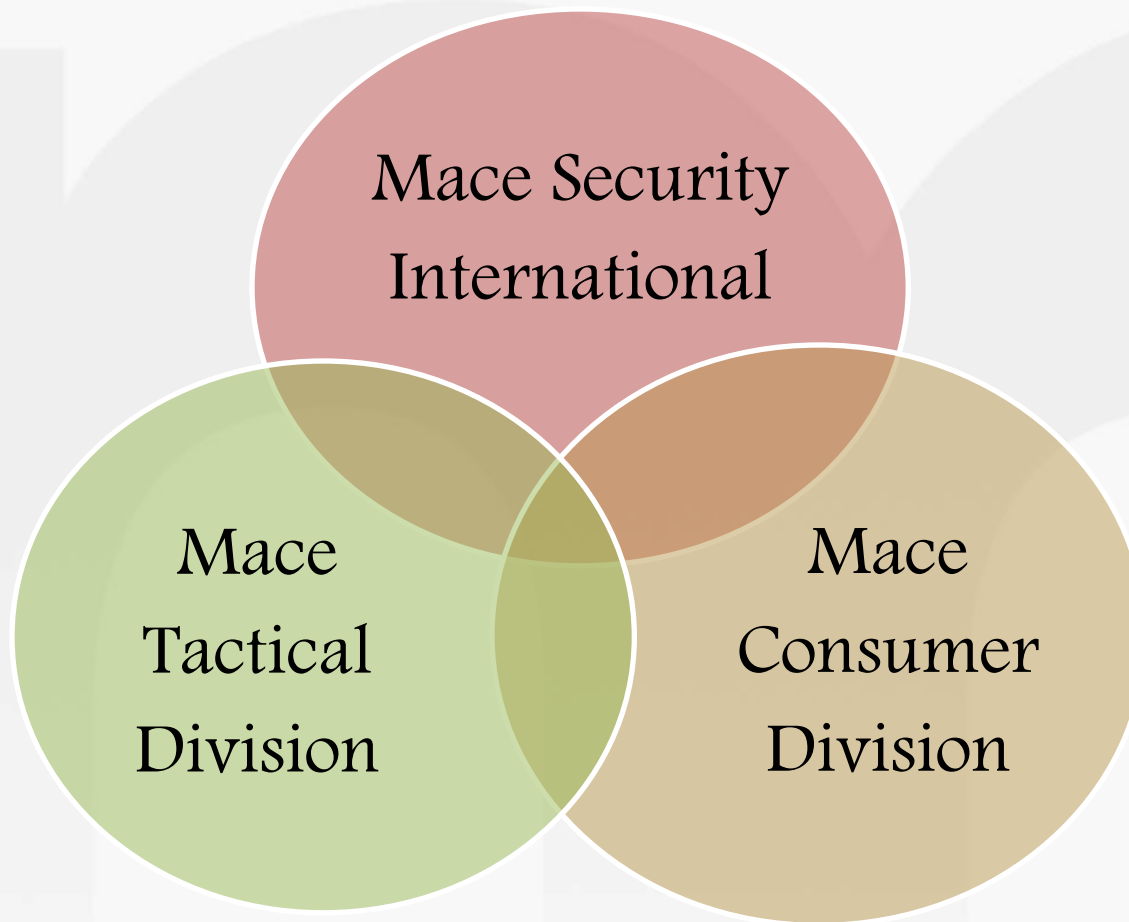 Mace Security
International
Mace
Tactical
Division
Mace
Consumer
Division